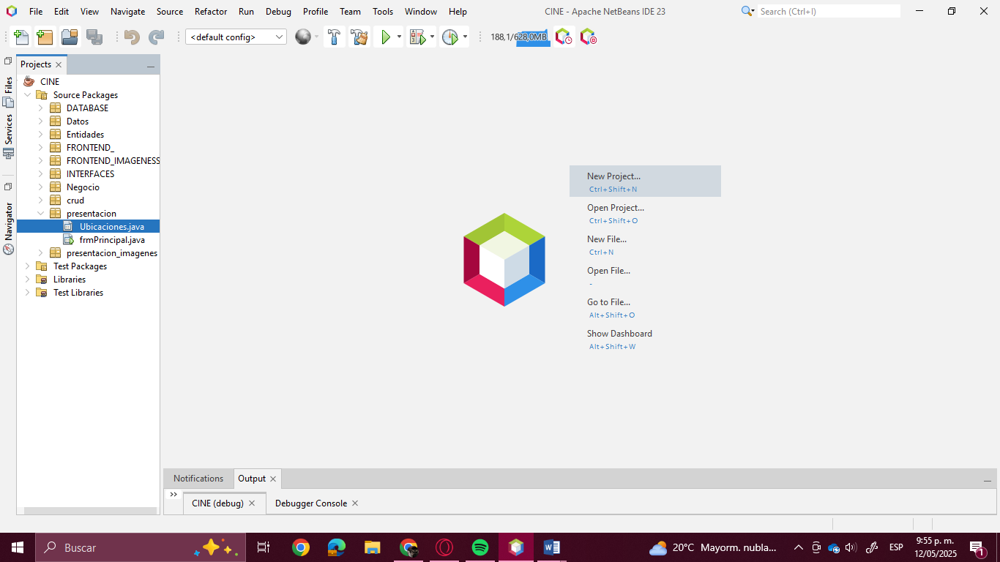 File Edit View Navigate Source Refactor Run Debug Profile Team Tools Window Help CINE - Apache NetBeans IDE 23 Search (Ctrl+I)
<default config> 188,1/628,0MB
Projects
Files
Services
Navigator
CINE
Source Packages
DATABASE
Datos
Entidades
FRONTEND_
FRONTEND_IMAGENESS
INTERFACES
Negocio
crud
presentacion
Ubicaciones.java
frmPrincipal.java
presentacion_imagenes
Test Packages
Libraries
Test Libraries
New Project...
Ctrl+Shift+N
Open Project...
Ctrl+Shift+O
New File...
Ctrl+N
Open File...
-
Go to File...
Alt+Shift+O
Show Dashboard
Alt+Shift+W
Notifications Output
CINE (debug) Debugger Console
Buscar 20°C Mayorm. nubla... ESP 9:55 p. m.
12/05/2025
1